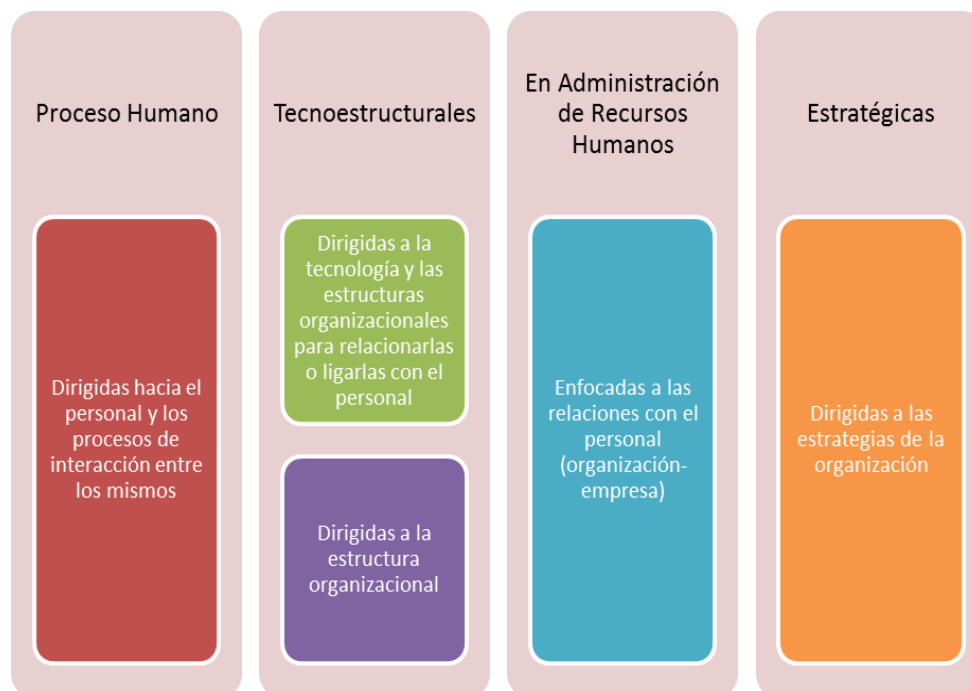 Proceso Humano
Dirigidas hacia el
personal y los
procesos de
interacción entre
los mismos
Tecnoestructurales
Dirigidas a la
tecnología y las
estructuras
organizacionales
para relacionarlas
o ligarlas con el
personal
Dirigidas a la
estructura
organizacional
En Administración
de Recursos
Humanos
Enfocadas a las
relaciones con el
personal
(organización-
empresa)
Estratégicas
Dirigidas a las
estrategias de la
organización